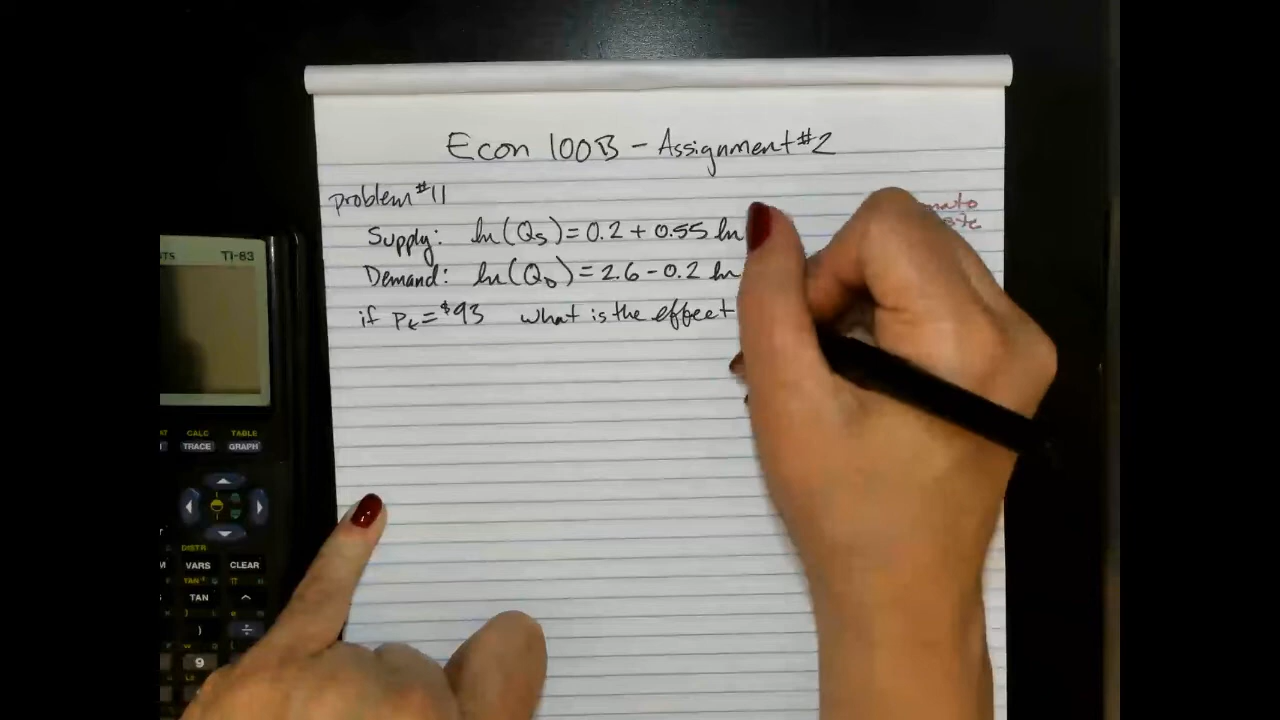 Econ 100B - Assignment #2
problem #11
Supply: ln(Qs) = 0.2 + 0.55 ln
Demand: ln(QD) = 2.6 - 0.2 ln
if Pt = $93 what is the effect
TI-83
CALC TABLE
TRACE GRAPH
DISTR
VARS CLEAR
TAN ^
) ÷
9